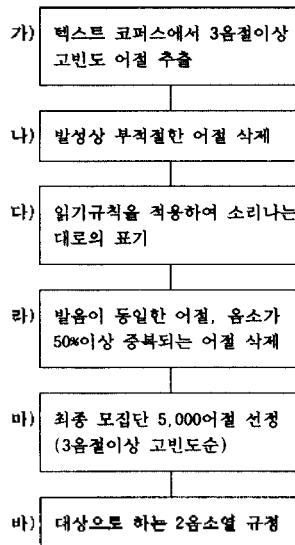 가) 텍스트 코퍼스에서 3음절이상
고빈도 어절 추출
나) 발성상 부적절한 어절 삭제
다) 읽기규칙을 적용하여 소리나는
대로의 표기
라) 발음이 동일한 어절, 음소가
50%이상 중복되는 어절 삭제
마) 최종 모집단 5,000어절 선정
(3음절이상 고빈도순)
바) 대상으로 하는 2음소열 규정